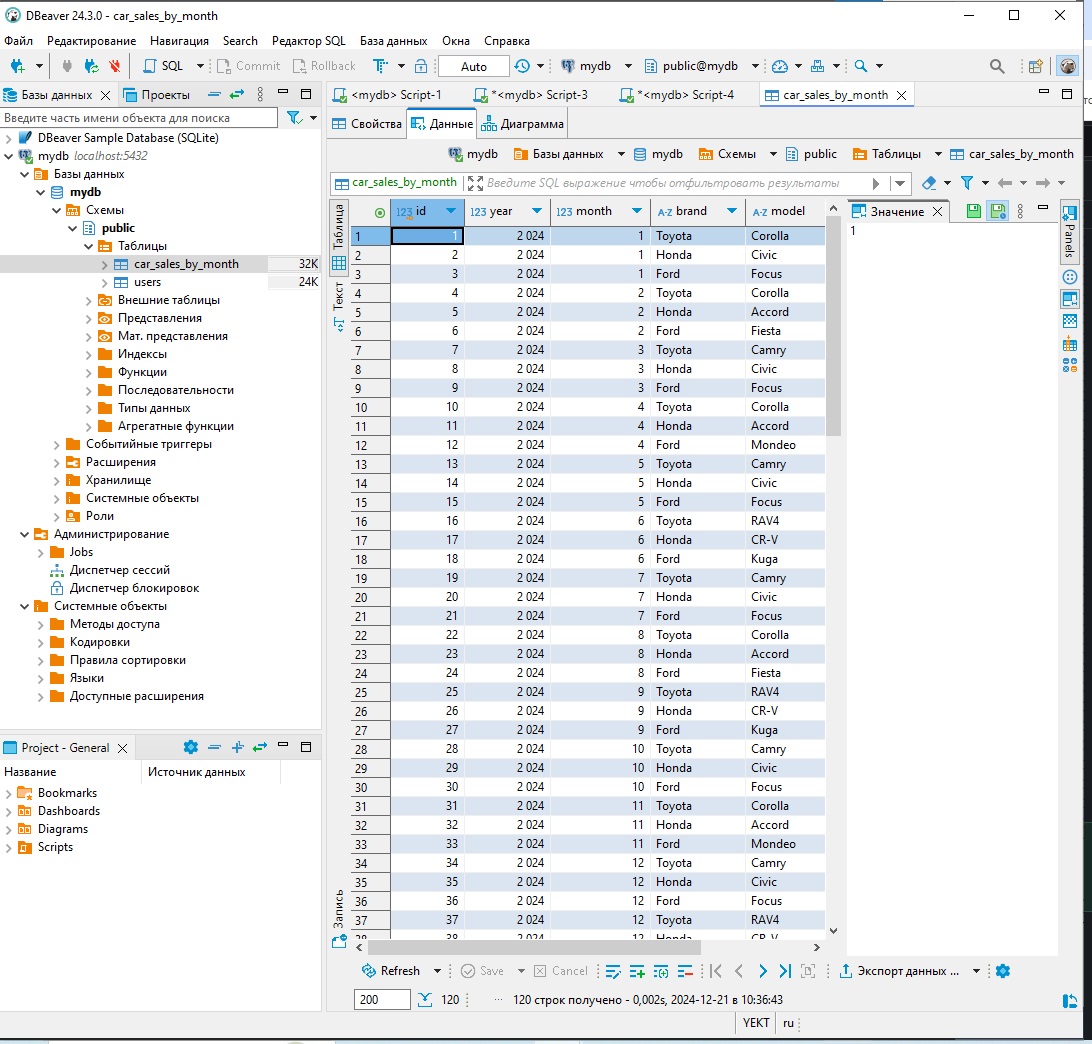 DBeaver 24.3.0 - car_sales_by_month
Файл Редактирование Навигация Search Редактор SQL База данных Окна Справка
SQL Commit Rollback Auto mydb public@mydb
Базы данных Проекты
Введите часть имени объекта для поиска
DBeaver Sample Database (SQLite)
mydb localhost:5432
Базы данных
mydb
Схемы
public
Таблицы
car_sales_by_month 32K
users 24K
Внешние таблицы
Представления
Мат. представления
Индексы
Функции
Последовательности
Типы данных
Агрегатные функции
Событийные триггеры
Расширения
Хранилище
Системные объекты
Роли
Администрирование
Jobs
Диспетчер сессий
Диспетчер блокировок
Системные объекты
Методы доступа
Кодировки
Правила сортировки
Языки
Доступные расширения
Project - General
Название Источник данных
Bookmarks
Dashboards
Diagrams
Scripts
<mydb> Script-1 *<mydb> Script-3 *<mydb> Script-4 car_sales_by_month
Свойства Данные Диаграмма
mydb Базы данных mydb Схемы public Таблицы car_sales_by_month
car_sales_by_month Введите SQL выражение чтобы отфильтровать результаты
Таблица
Текст
Запись
123 id 123 year 123 month A-Z brand A-Z model
1 1 2 024 1 Toyota Corolla
2 2 2 024 1 Honda Civic
3 3 2 024 1 Ford Focus
4 4 2 024 2 Toyota Corolla
5 5 2 024 2 Honda Accord
6 6 2 024 2 Ford Fiesta
7 7 2 024 3 Toyota Camry
8 8 2 024 3 Honda Civic
9 9 2 024 3 Ford Focus
10 10 2 024 4 Toyota Corolla
11 11 2 024 4 Honda Accord
12 12 2 024 4 Ford Mondeo
13 13 2 024 5 Toyota Camry
14 14 2 024 5 Honda Civic
15 15 2 024 5 Ford Focus
16 16 2 024 6 Toyota RAV4
17 17 2 024 6 Honda CR-V
18 18 2 024 6 Ford Kuga
19 19 2 024 7 Toyota Camry
20 20 2 024 7 Honda Civic
21 21 2 024 7 Ford Focus
22 22 2 024 8 Toyota Corolla
23 23 2 024 8 Honda Accord
24 24 2 024 8 Ford Fiesta
25 25 2 024 9 Toyota RAV4
26 26 2 024 9 Honda CR-V
27 27 2 024 9 Ford Kuga
28 28 2 024 10 Toyota Camry
29 29 2 024 10 Honda Civic
30 30 2 024 10 Ford Focus
31 31 2 024 11 Toyota Corolla
32 32 2 024 11 Honda Accord
33 33 2 024 11 Ford Mondeo
34 34 2 024 12 Toyota Camry
35 35 2 024 12 Honda Civic
36 36 2 024 12 Ford Focus
37 37 2 024 12 Toyota RAV4
38 38 2 024 12 Honda CR-V
Значение
1
Panels
Refresh Save Cancel Экспорт данных ...
200 120 ... 120 строк получено - 0,002s, 2024-12-21 в 10:36:43
YEKT ru